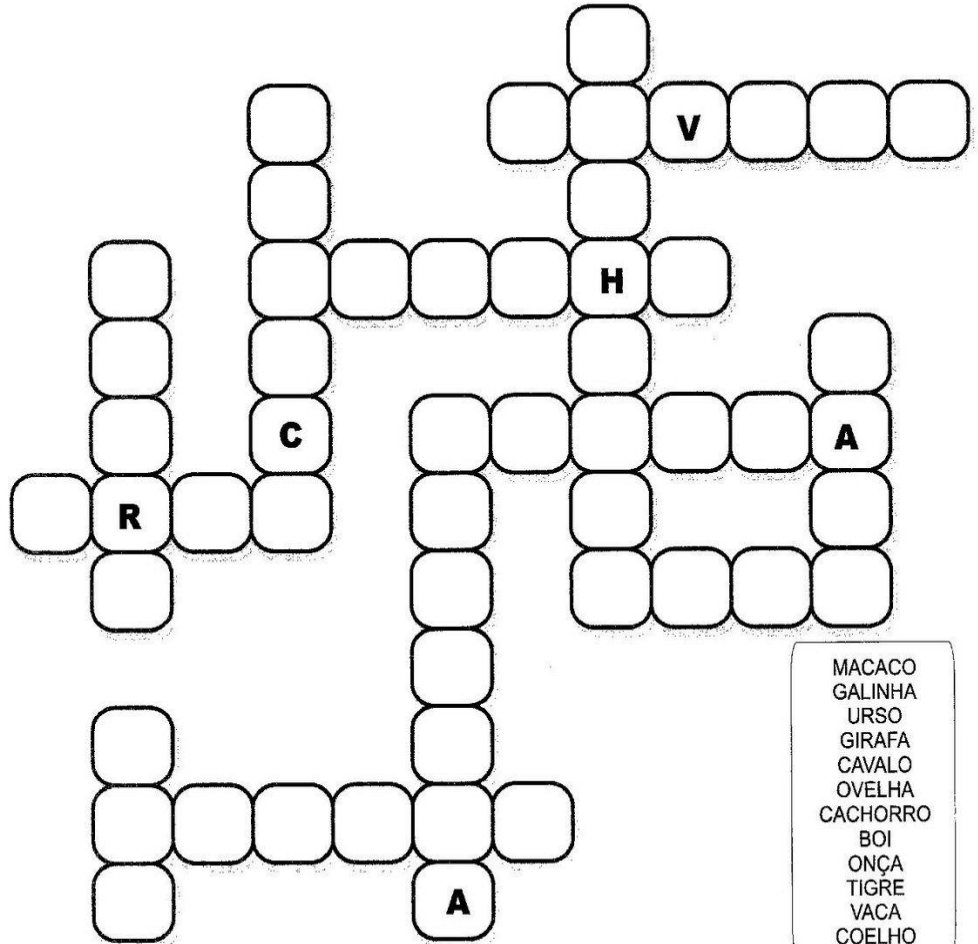 V
H
C
A
R
A
MACACO
GALINHA
URSO
GIRAFA
CAVALO
OVELHA
CACHORRO
BOI
ONÇA
TIGRE
VACA
COELHO